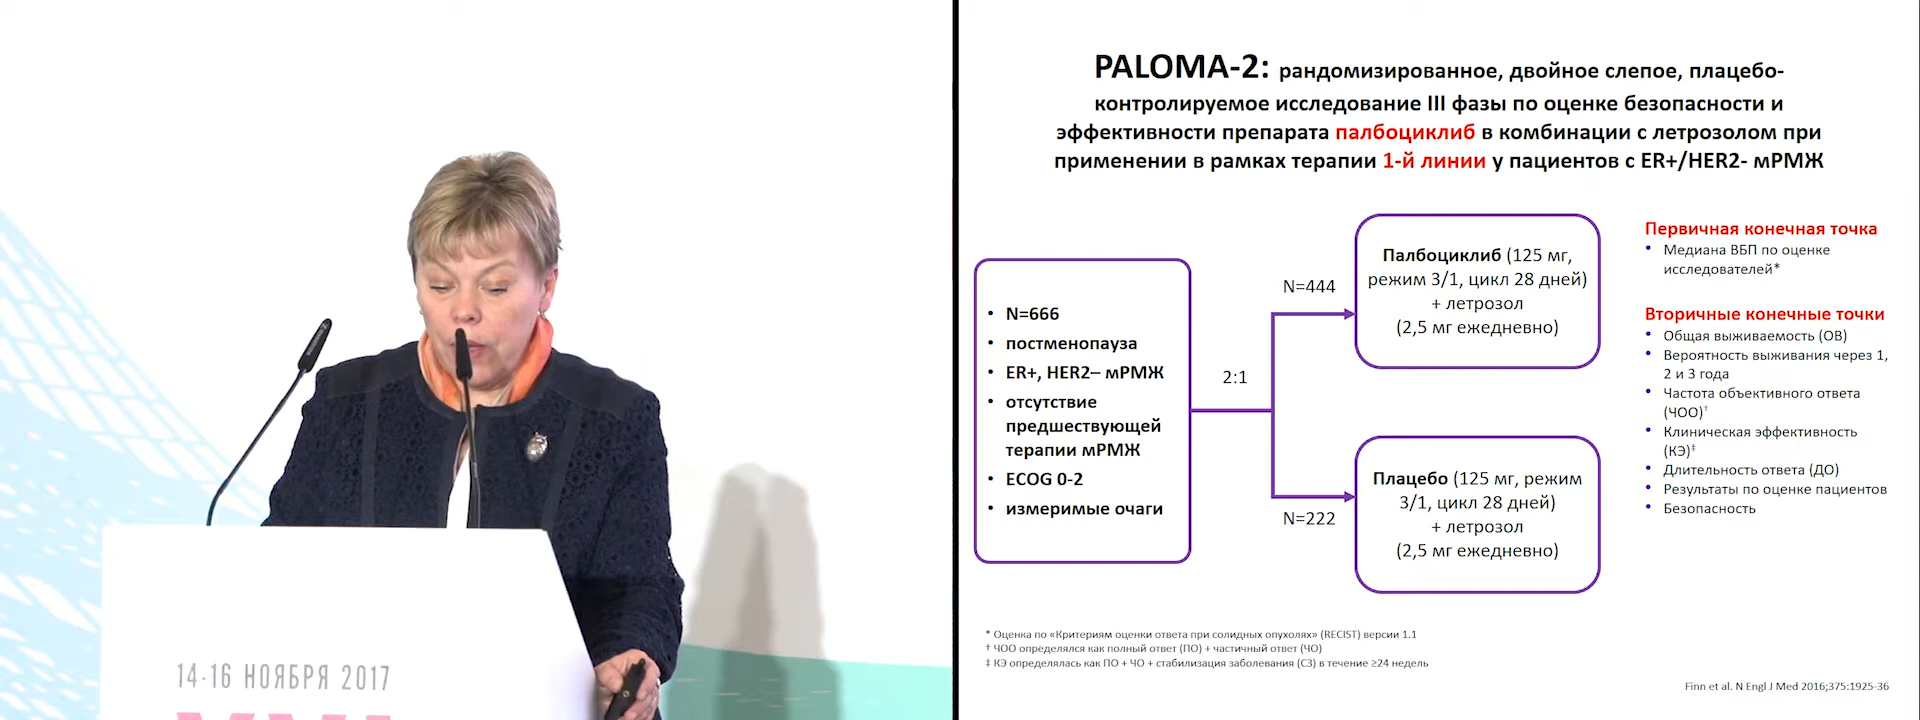 14-16 НОЯБРЯ 2017
PALOMA-2: рандомизированное, двойное слепое, плацебо-
контролируемое исследование III фазы по оценке безопасности и
эффективности препарата палбоциклиб в комбинации с летрозолом при
применении в рамках терапии 1-й линии у пациентов с ER+/HER2- мРМЖ
• N=666
• постменопауза
• ER+, HER2– мРМЖ
• отсутствие
предшествующей
терапии мРМЖ
• ECOG 0-2
• измеримые очаги
2:1
N=444
Палбоциклиб (125 мг,
режим 3/1, цикл 28 дней)
+ летрозол
(2,5 мг ежедневно)
N=222
Плацебо (125 мг, режим
3/1, цикл 28 дней)
+ летрозол
(2,5 мг ежедневно)
Первичная конечная точка
• Медиана ВБП по оценке
исследователей*
Вторичные конечные точки
• Общая выживаемость (ОВ)
• Вероятность выживания через 1,
2 и 3 года
• Частота объективного ответа
(ЧОО)†
• Клиническая эффективность
(КЭ)‡
• Длительность ответа (ДО)
• Результаты по оценке пациентов
• Безопасность
* Оценка по «Критериям оценки ответа при солидных опухолях» (RECIST) версии 1.1
† ЧОО определялся как полный ответ (ПО) + частичный ответ (ЧО)
‡ КЭ определялась как ПО + ЧО + стабилизация заболевания (СЗ) в течение ≥24 недель
Finn et al. N Engl J Med 2016;375:1925-36